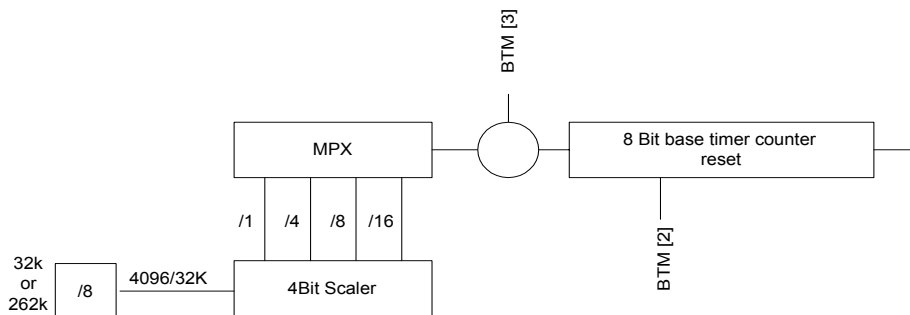 BTM [3]
MPX
8 Bit base timer counter
reset
/1
/4
/8
/16
BTM [2]
32k
or
262k
/8
4096/32K
4Bit Scaler